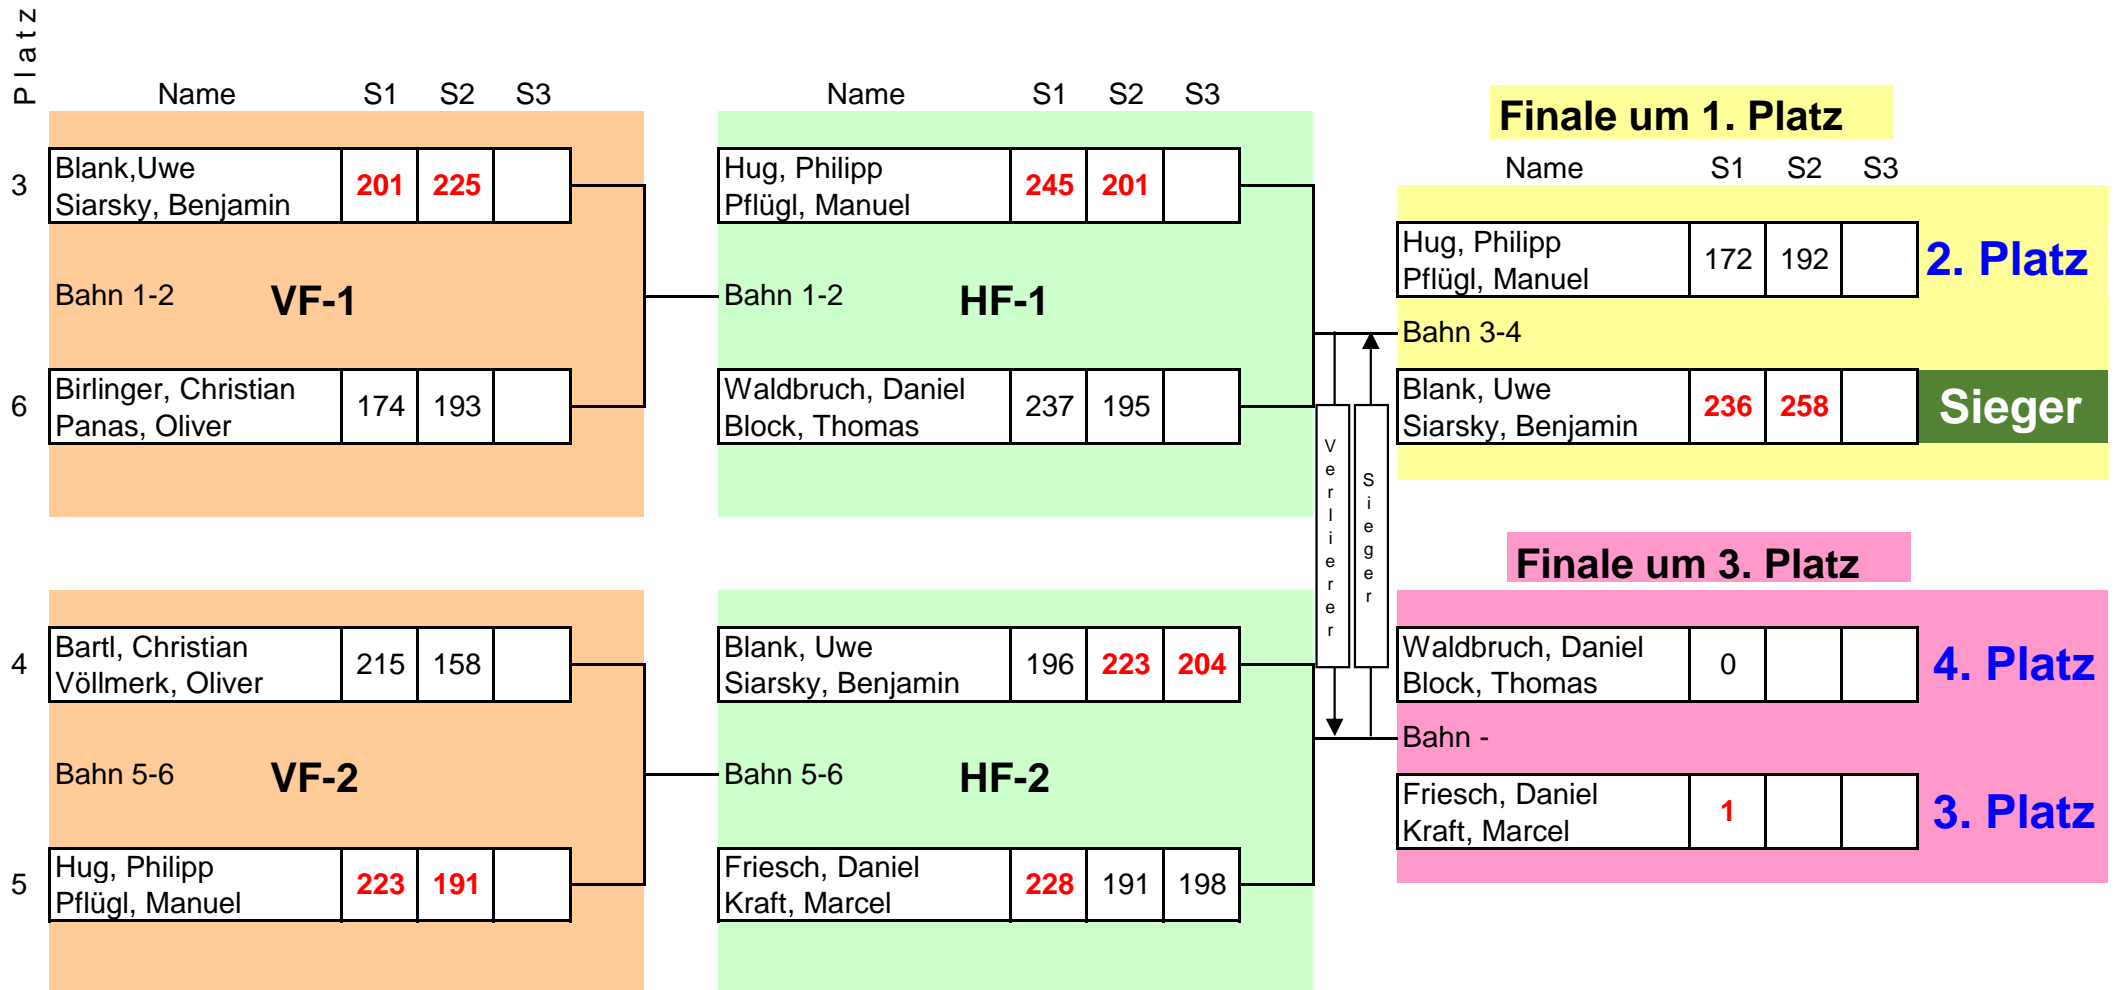 Platz
Name S1 S2 S3
3 Blank,Uwe
Siarsky, Benjamin 201 225
Bahn 1-2 VF-1
6 Birlinger, Christian
Panas, Oliver 174 193
4 Bartl, Christian
Völlmerk, Oliver 215 158
Bahn 5-6 VF-2
5 Hug, Philipp
Pflügl, Manuel 223 191
Name S1 S2 S3
Hug, Philipp
Pflügl, Manuel 245 201
Bahn 1-2 HF-1
Waldbruch, Daniel
Block, Thomas 237 195
Blank, Uwe
Siarsky, Benjamin 196 223 204
Bahn 5-6 HF-2
Friesch, Daniel
Kraft, Marcel 228 191 198
Verlierer
Sieger
Finale um 1. Platz
Name S1 S2 S3
Hug, Philipp
Pflügl, Manuel 172 192 2. Platz
Bahn 3-4
Blank, Uwe
Siarsky, Benjamin 236 258 Sieger
Finale um 3. Platz
Waldbruch, Daniel
Block, Thomas 0 4. Platz
Bahn -
Friesch, Daniel
Kraft, Marcel 1 3. Platz